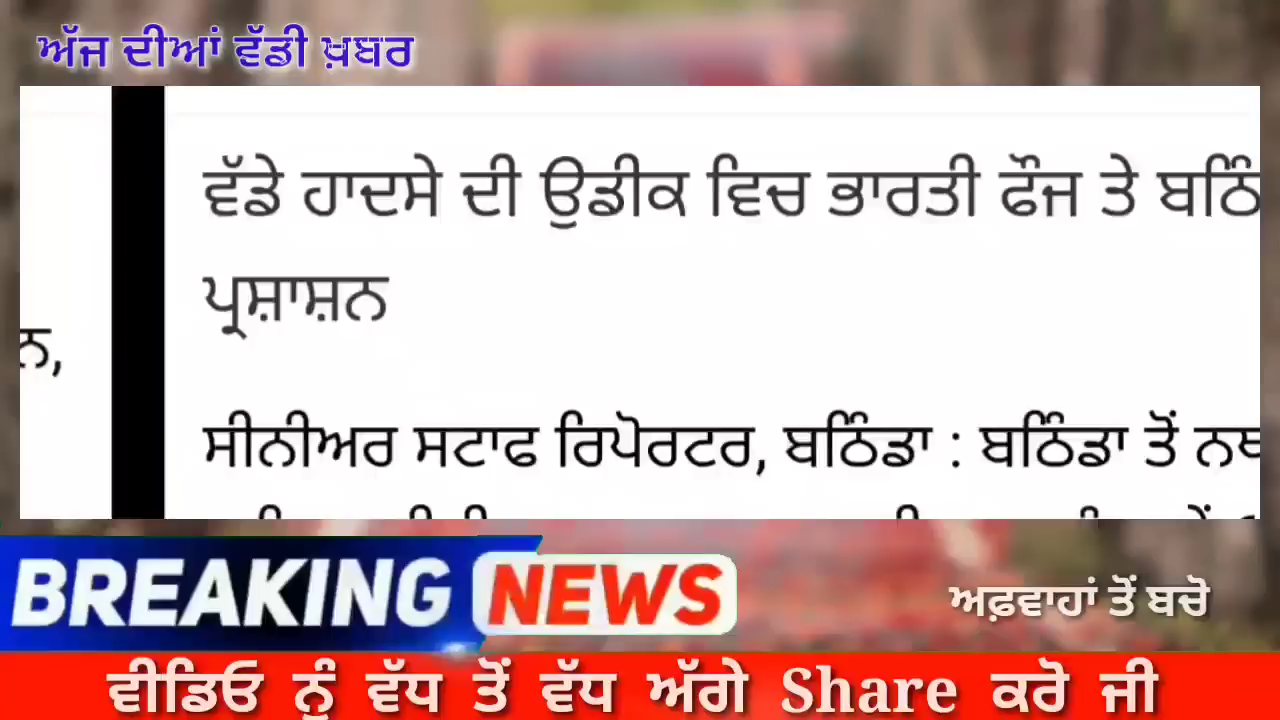 ਅੱਜ ਦੀਆਂ ਵੱਡੀ ਖ਼ਬਰ
ਵੱਡੇ ਹਾਦਸੇ ਦੀ ਉਡੀਕ ਵਿਚ ਭਾਰਤੀ ਫੌਜ ਤੇ
ਪ੍ਰਸ਼ਾਸ਼ਨ
ਨ,
ਸੀਨੀਅਰ ਸਟਾਫ ਰਿਪੋਰਟਰ, ਬਠਿੰਡਾ : ਬਠਿੰਡਾ ਤੋਂ
BREAKING NEWS
ਅਫ਼ਵਾਹਾਂ ਤੋਂ ਬਚੋ
ਵੀਡਿਓ ਨੂੰ ਵੱਧ ਤੋਂ ਵੱਧ ਅੱਗੇ Share ਕਰੋ ਜੀ